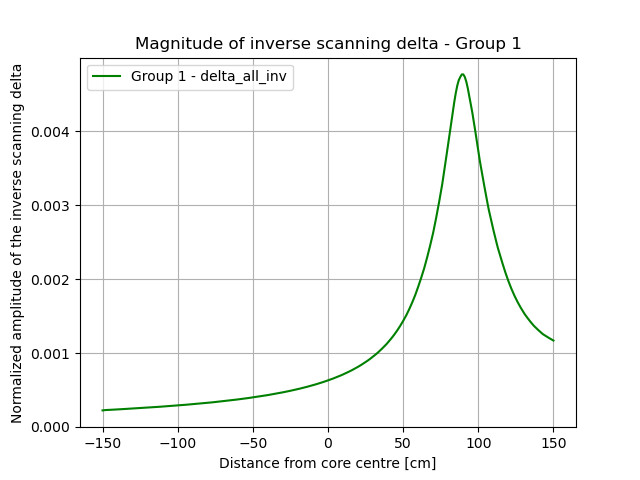 Magnitude of inverse scanning delta - Group 1
Group 1 - delta_all_inv
Normalized amplitude of the inverse scanning delta
0.004
0.003
0.002
0.001
0.000
−150 −100 −50 0 50 100 150
Distance from core centre [cm]